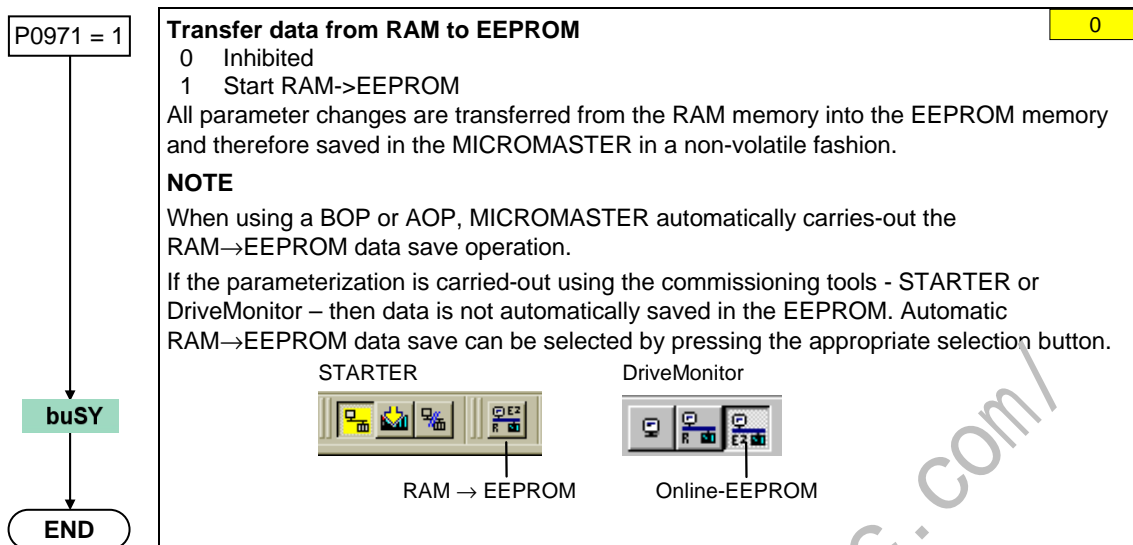 P0971 = 1
Transfer data from RAM to EEPROM
0
0 Inhibited
1 Start RAM->EEPROM
All parameter changes are transferred from the RAM memory into the EEPROM memory
and therefore saved in the MICROMASTER in a non-volatile fashion.
NOTE
When using a BOP or AOP, MICROMASTER automatically carries-out the
RAM→EEPROM data save operation.
If the parameterization is carried-out using the commissioning tools - STARTER or
DriveMonitor – then data is not automatically saved in the EEPROM. Automatic
RAM→EEPROM data save can be selected by pressing the appropriate selection button.
STARTER
DriveMonitor
E2
R
R
E2
RAM → EEPROM
Online-EEPROM
buSY
END
c.com/